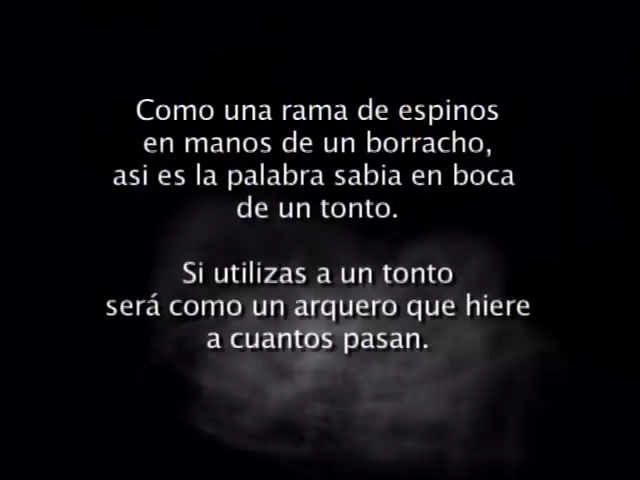 Como una rama de espinos
en manos de un borracho,
asi es la palabra sabia en boca
de un tonto.
Si utilizas a un tonto
será como un arquero que hiere
a cuantos pasan.